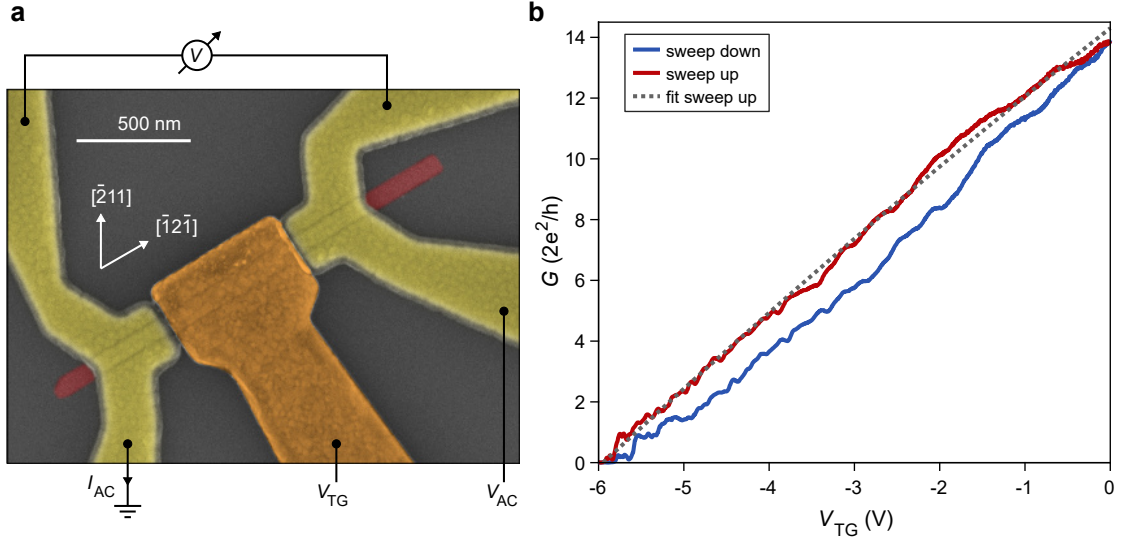 a
V
500 nm
[2̄11]
[1̄21̄]
I_AC
V_TG
V_AC
b
sweep down
sweep up
fit sweep up
G (2e²/h)
14
12
10
8
6
4
2
0
-6
-5
-4
-3
-2
-1
0
V_TG (V)